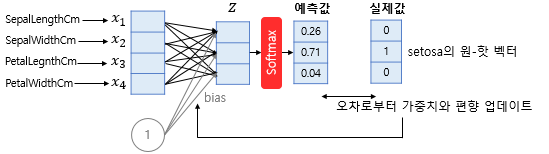 Z 예측값 실제값
SepalLengthCm x1
SepalWidthCm x2
PetalLegnthCm x3
PetalWidthCm x4
Softmax
0.26
0.71
0.04
0
1
0
setosa의 원-핫 벡터
bias
1
오차로부터 가중치와 편향 업데이트